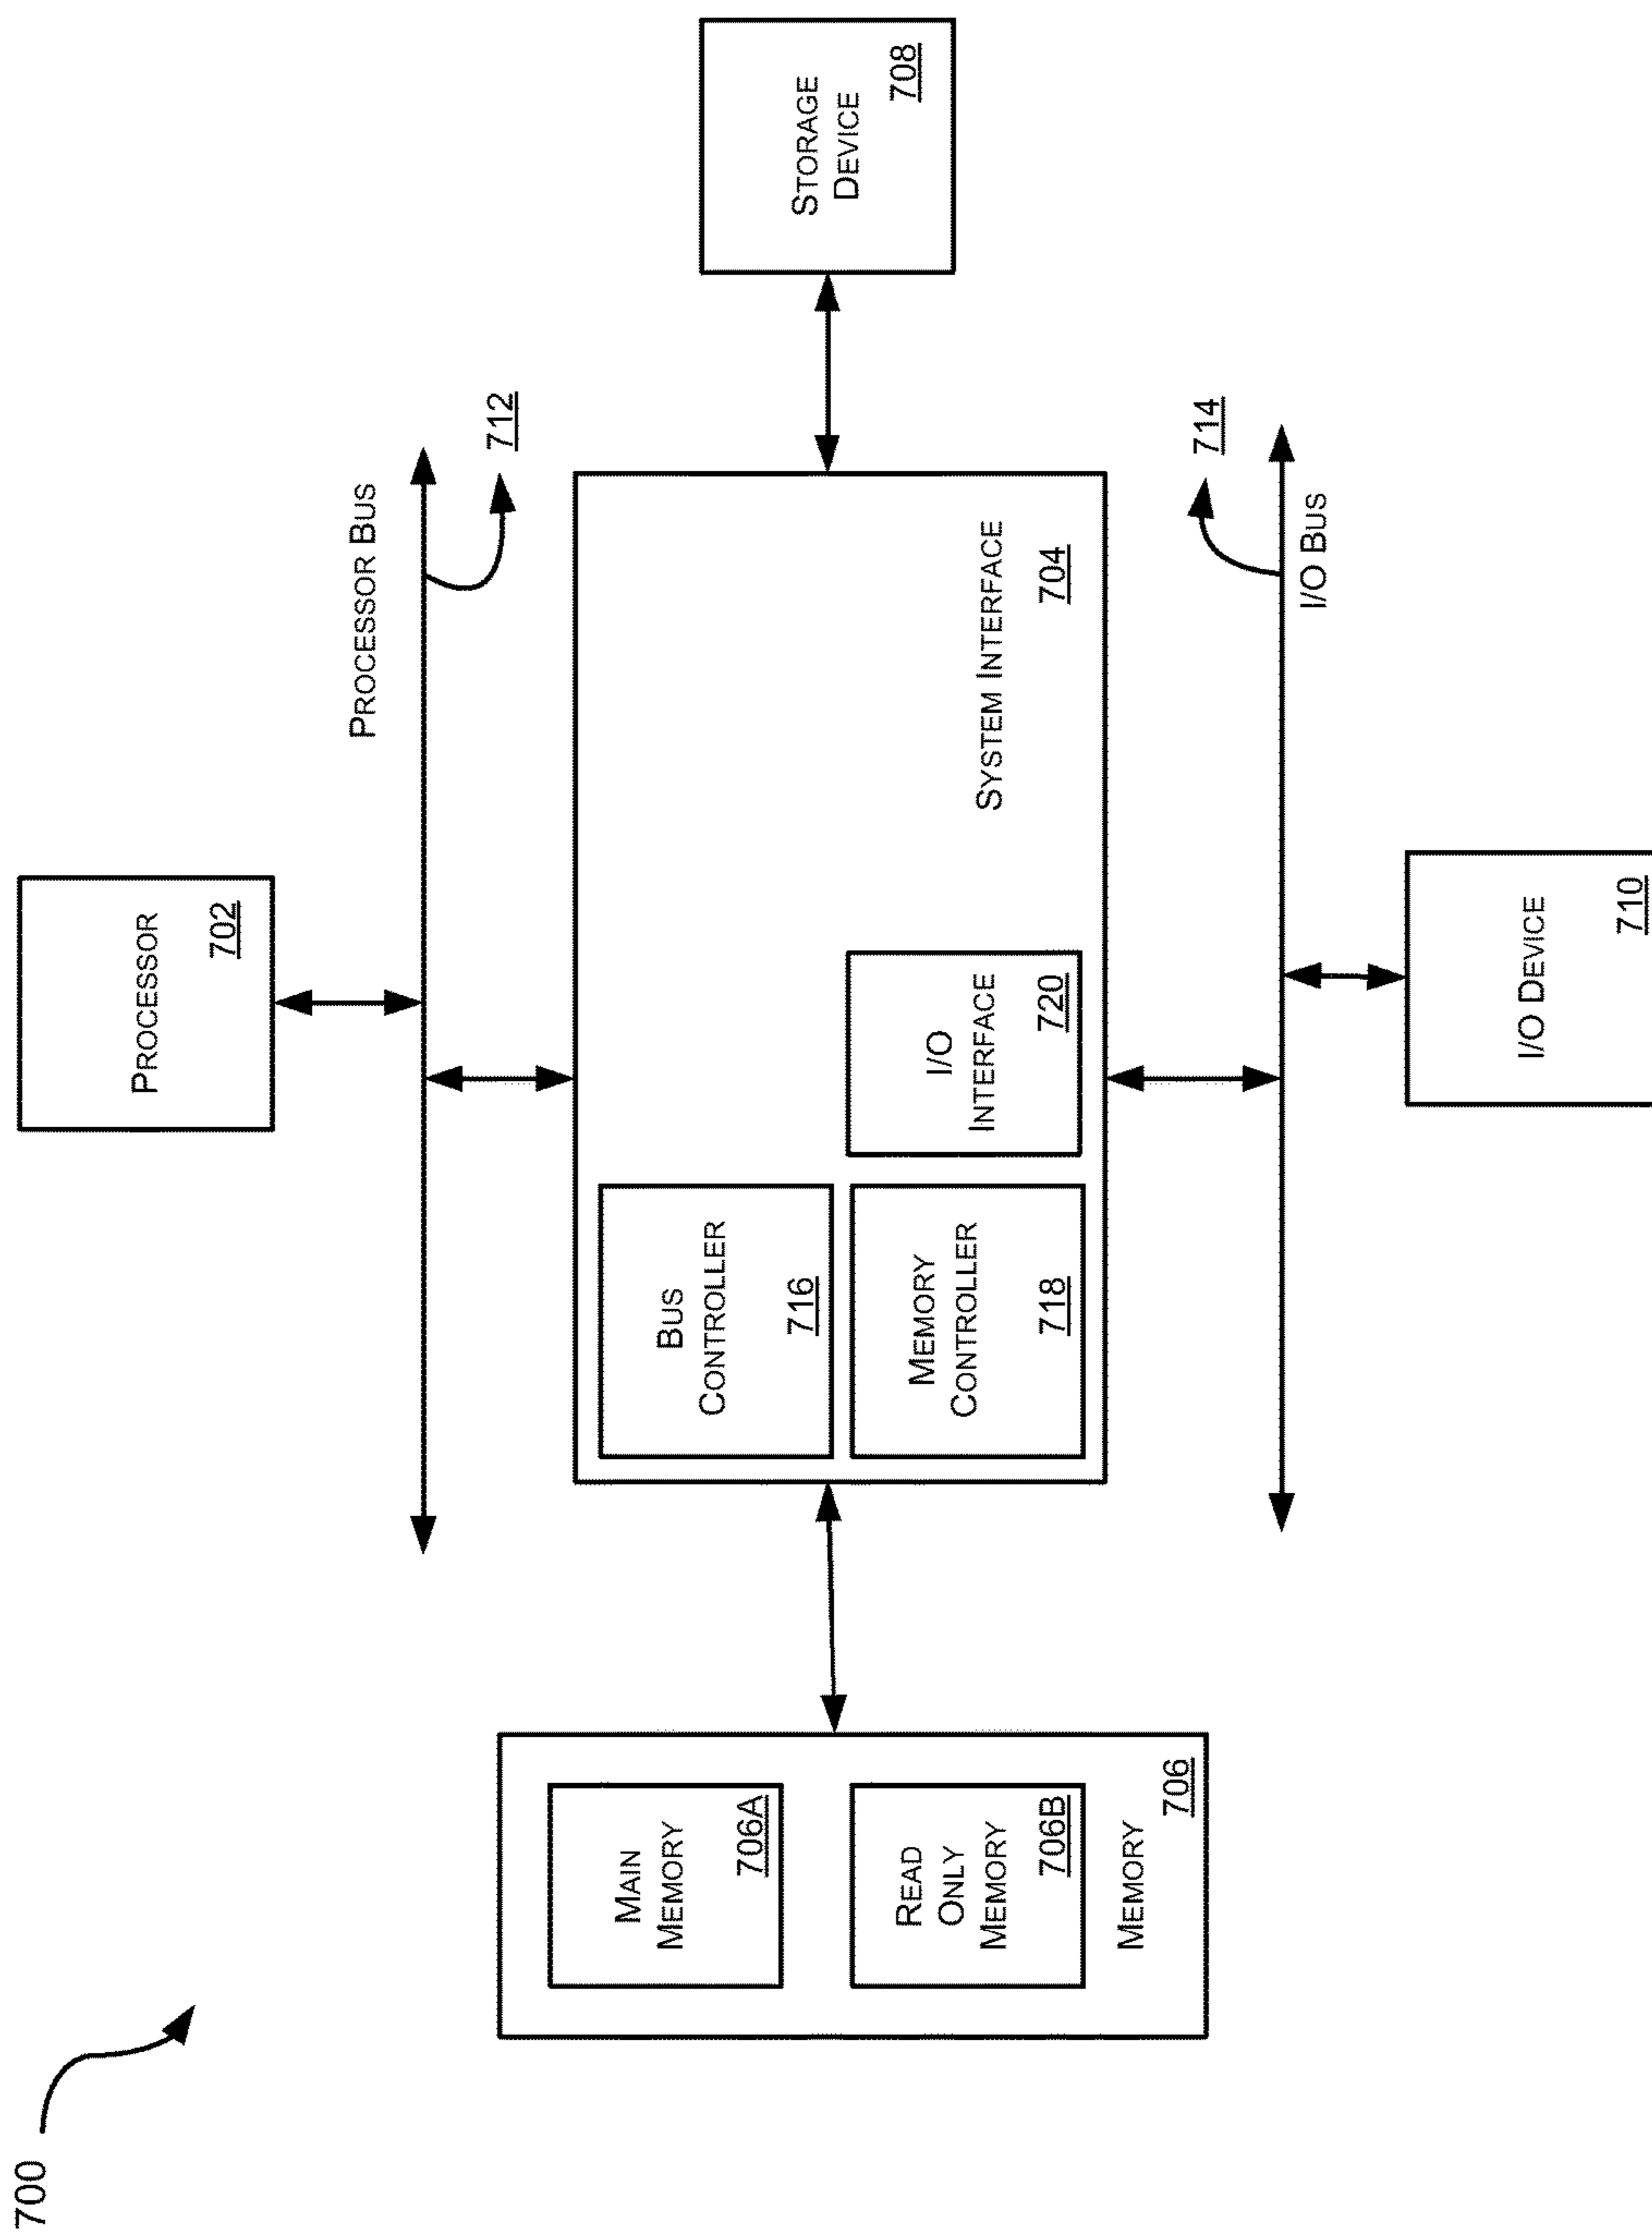 700
PROCESSOR
702
PROCESSOR BUS
712
MAIN
MEMORY
706A
READ
ONLY
MEMORY
706B
MEMORY
706
BUS
CONTROLLER
716
MEMORY
CONTROLLER
718
I/O
INTERFACE
720
SYSTEM INTERFACE
704
STORAGE
DEVICE
708
714
I/O BUS
I/O DEVICE
710